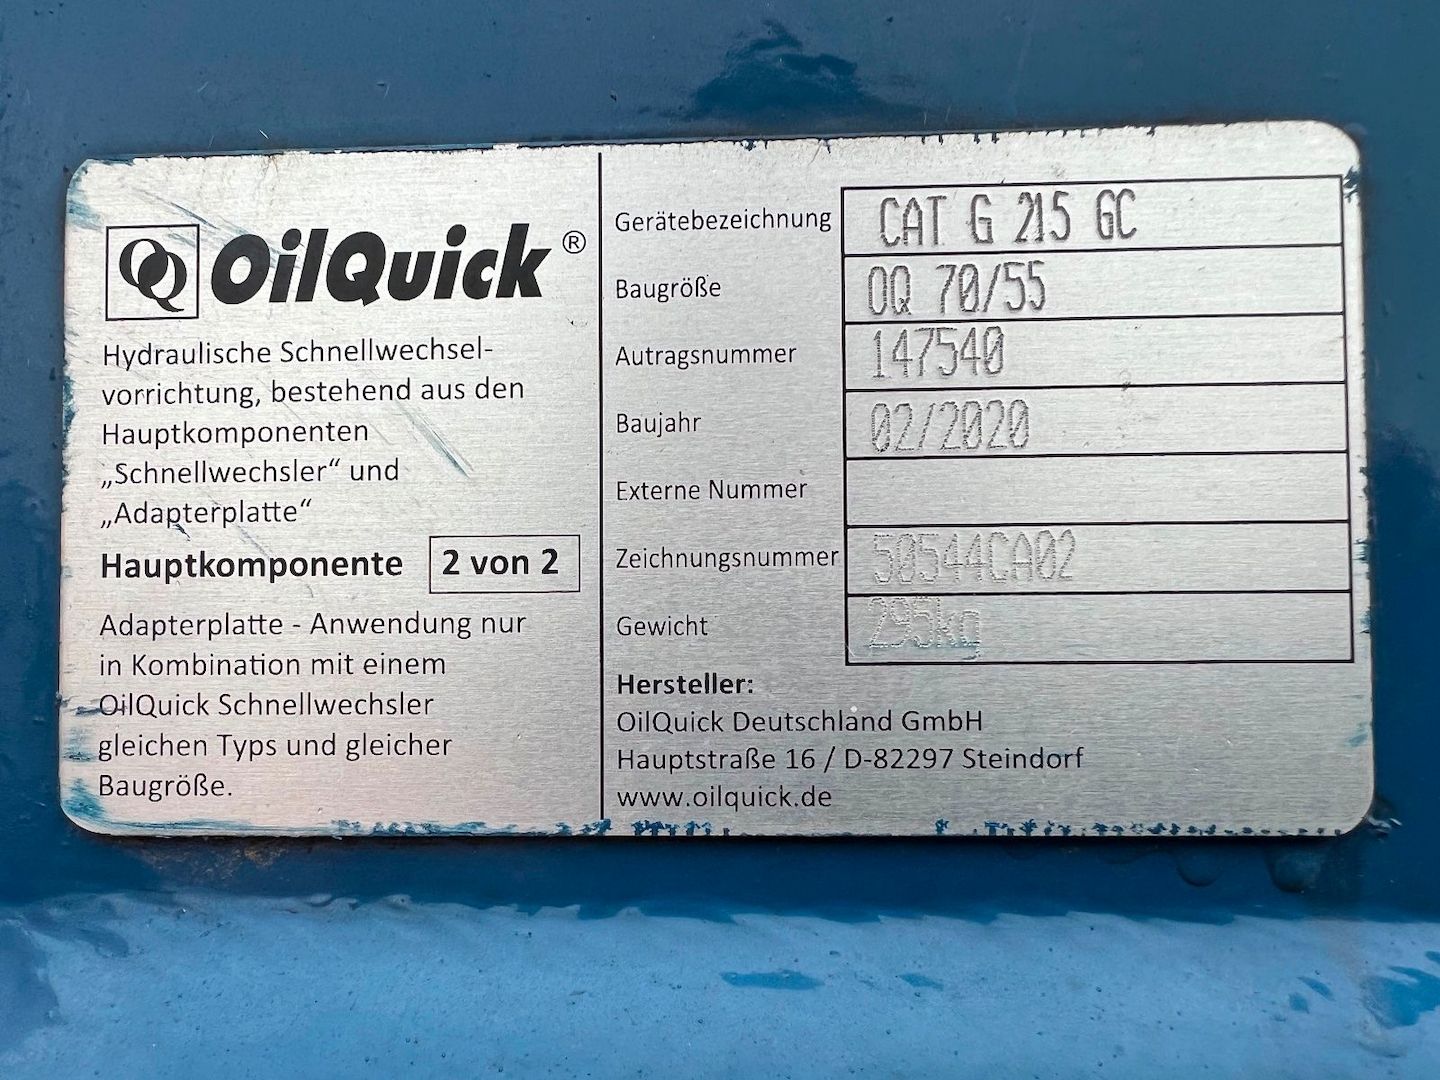 QQ OilQuick ®
Hydraulische Schnellwechsel-
vorrichtung, bestehend aus den
Hauptkomponenten
„Schnellwechsler“ und
„Adapterplatte“
Hauptkomponente 2 von 2
Adapterplatte - Anwendung nur
in Kombination mit einem
OilQuick Schnellwechsler
gleichen Typs und gleicher
Baugröße.
Gerätebezeichnung CAT G 215 GC
Baugröße OQ 70/55
Autragsnummer 147540
Baujahr 02/2020
Externe Nummer
Zeichnungsnummer 50544CA02
Gewicht 295kg
Hersteller:
OilQuick Deutschland GmbH
Hauptstraße 16 / D-82297 Steindorf
www.oilquick.de